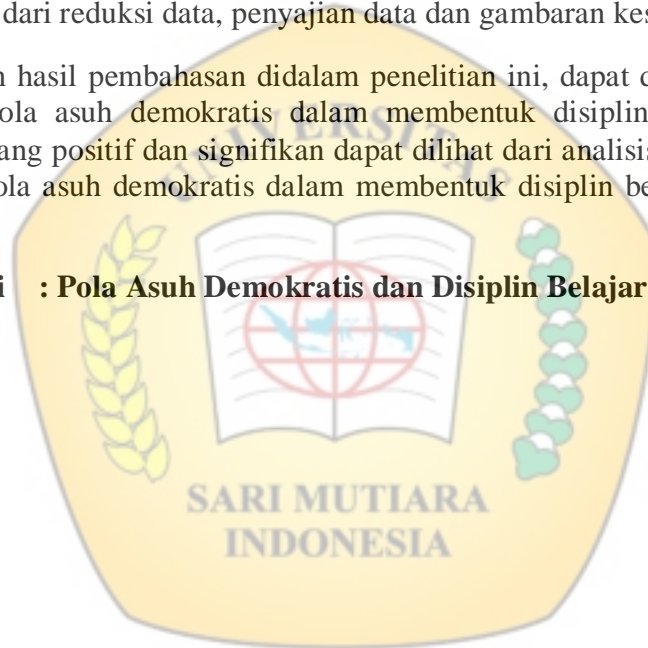 dari reduksi data, penyajian data dan gambaran kes
hasil pembahasan didalam penelitian ini, dapat
ola asuh demokratis dalam membentuk disiplin
ang positif dan signifikan dapat dilihat dari analisis
ola asuh demokratis dalam membentuk disiplin be
i : Pola Asuh Demokratis dan Disiplin Belajar
UNIVERSITAS
SARI MUTIARA
INDONESIA